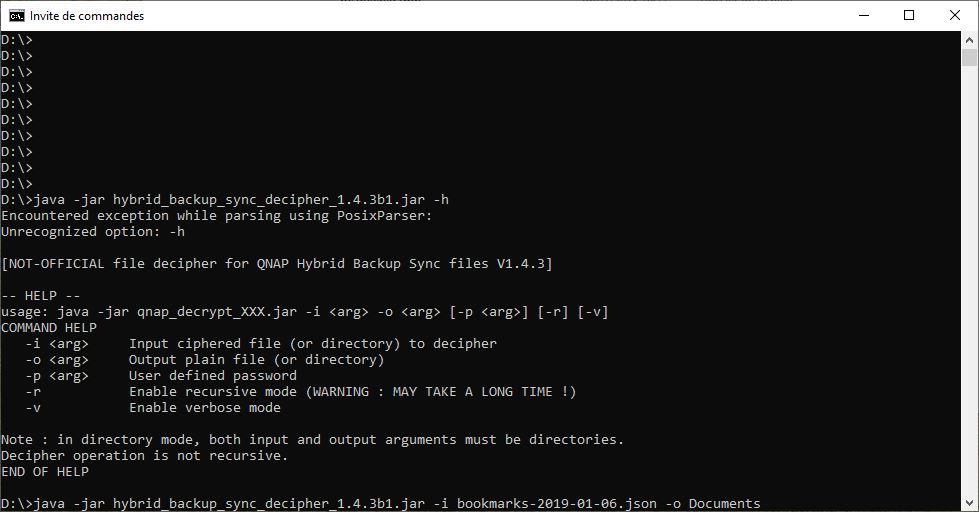 Invite de commandes
D:\>
D:\>
D:\>
D:\>
D:\>
D:\>
D:\>
D:\>
D:\>
D:\>
D:\>java -jar hybrid_backup_sync_decipher_1.4.3b1.jar -h
Encountered exception while parsing using PosixParser:
Unrecognized option: -h
[NOT-OFFICIAL file decipher for QNAP Hybrid Backup Sync files V1.4.3]
-- HELP --
usage: java -jar qnap_decrypt_XXX.jar -i <arg> -o <arg> [-p <arg>] [-r] [-v]
COMMAND HELP
-i <arg> Input ciphered file (or directory) to decipher
-o <arg> Output plain file (or directory)
-p <arg> User defined password
-r Enable recursive mode (WARNING : MAY TAKE A LONG TIME !)
-v Enable verbose mode
Note : in directory mode, both input and output arguments must be directories.
Decipher operation is not recursive.
END OF HELP
D:\>java -jar hybrid_backup_sync_decipher_1.4.3b1.jar -i bookmarks-2019-01-06.json -o Documents